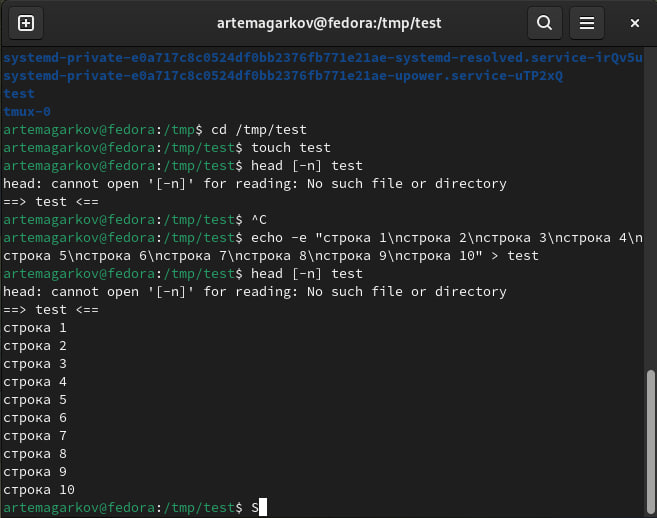 artemagarkov@fedora:/tmp/test
systemd-private-e0a717c8c0524df0bb2376fb771e21ae-systemd-resolved.service-irQv5u
systemd-private-e0a717c8c0524df0bb2376fb771e21ae-upower.service-uTP2xQ
test
tmux-0
artemagarkov@fedora:/tmp$ cd /tmp/test
artemagarkov@fedora:/tmp/test$ touch test
artemagarkov@fedora:/tmp/test$ head [-n] test
head: cannot open '[-n]' for reading: No such file or directory
==> test <==
artemagarkov@fedora:/tmp/test$ ^C
artemagarkov@fedora:/tmp/test$ echo -e "строка 1\nстрока 2\nстрока 3\nстрока 4\n
строка 5\nстрока 6\nстрока 7\nстрока 8\nстрока 9\nстрока 10" > test
artemagarkov@fedora:/tmp/test$ head [-n] test
head: cannot open '[-n]' for reading: No such file or directory
==> test <==
строка 1
строка 2
строка 3
строка 4
строка 5
строка 6
строка 7
строка 8
строка 9
строка 10
artemagarkov@fedora:/tmp/test$ S